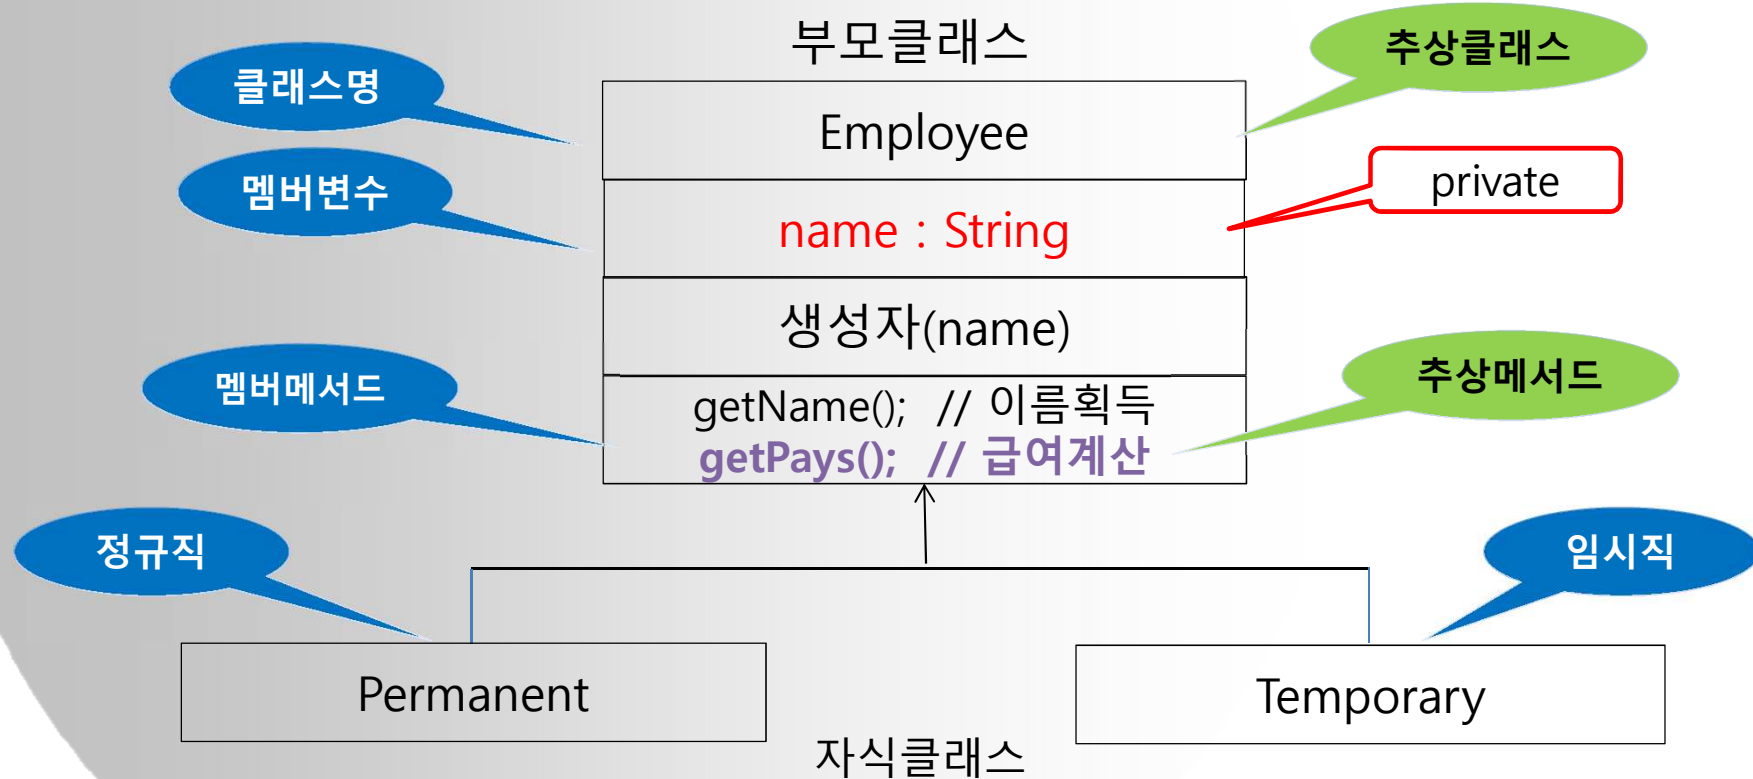 부모클래스
추상클래스
클래스명
Employee
멤버변수
private
name : String
생성자(name)
멤버메서드
추상메서드
getName(); // 이름획득
getPays(); // 급여계산
정규직
임시직
Permanent
Temporary
자식클래스